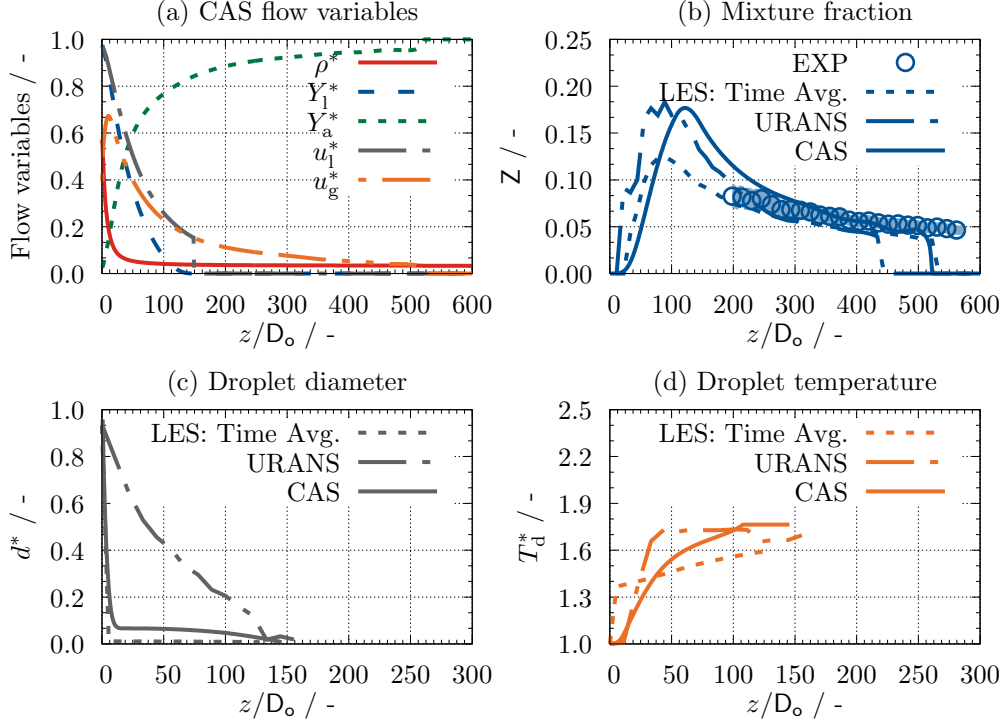 (a) CAS flow variables
Flow variables / -
1.0
0.8
0.6
0.4
0.2
0.0
ρ*
Y_l*
Y_a*
u_l*
u_g*
0 100 200 300 400 500 600
z/D_o / -
(b) Mixture fraction
Z / -
0.25
0.20
0.15
0.10
0.05
0.00
EXP
LES: Time Avg.
URANS
CAS
0 100 200 300 400 500 600
z/D_o / -
(c) Droplet diameter
d* / -
1.0
0.8
0.6
0.4
0.2
0.0
LES: Time Avg.
URANS
CAS
0 50 100 150 200 250 300
z/D_o / -
(d) Droplet temperature
T_d* / -
2.5
2.2
1.9
1.6
1.3
1.0
LES: Time Avg.
URANS
CAS
0 50 100 150 200 250 300
z/D_o / -